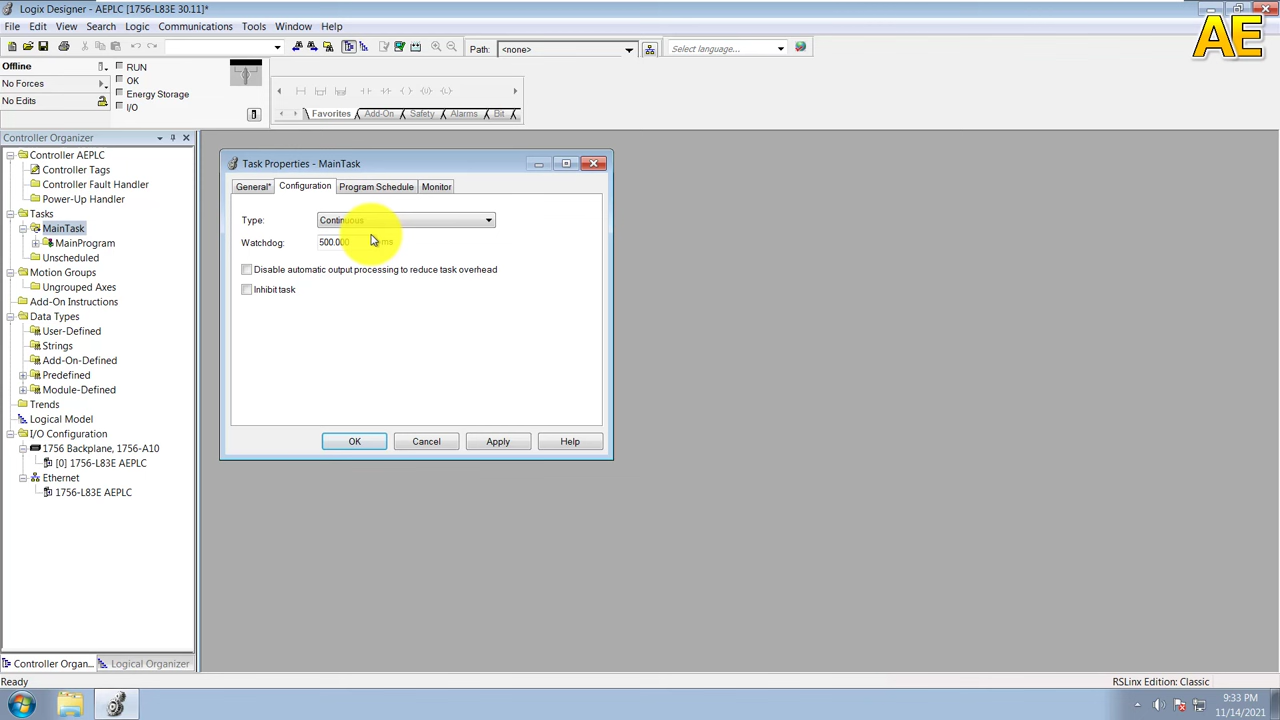 Logix Designer - AEPLC [1756-L83E 30.11]*
File Edit View Search Logic Communications Tools Window Help
Path: <none> Select language...
AE
Offline
No Forces
No Edits
RUN
OK
Energy Storage
I/O
Favorites Add-On Safety Alarms Bit
Controller Organizer
Controller AEPLC
Controller Tags
Controller Fault Handler
Power-Up Handler
Tasks
MainTask
MainProgram
Unscheduled
Motion Groups
Ungrouped Axes
Add-On Instructions
Data Types
User-Defined
Strings
Add-On-Defined
Predefined
Module-Defined
Trends
Logical Model
I/O Configuration
1756 Backplane, 1756-A10
[0] 1756-L83E AEPLC
Ethernet
1756-L83E AEPLC
Controller Organ... Logical Organizer
Task Properties - MainTask
General* Configuration Program Schedule Monitor
Type: Continuous
Watchdog: 500.000 ms
Disable automatic output processing to reduce task overhead
Inhibit task
OK Cancel Apply Help
Ready
RSLinx Edition: Classic
9:33 PM
11/14/2021